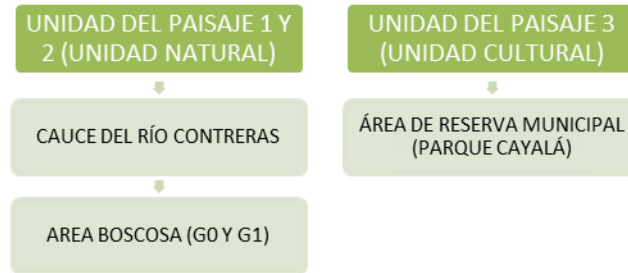 UNIDAD DEL PAISAJE 1 Y
2 (UNIDAD NATURAL)
CAUCE DEL RÍO CONTRERAS
AREA BOSCOSA (G0 Y G1)
UNIDAD DEL PAISAJE 3
(UNIDAD CULTURAL)
ÁREA DE RESERVA MUNICIPAL
(PARQUE CAYALÁ)